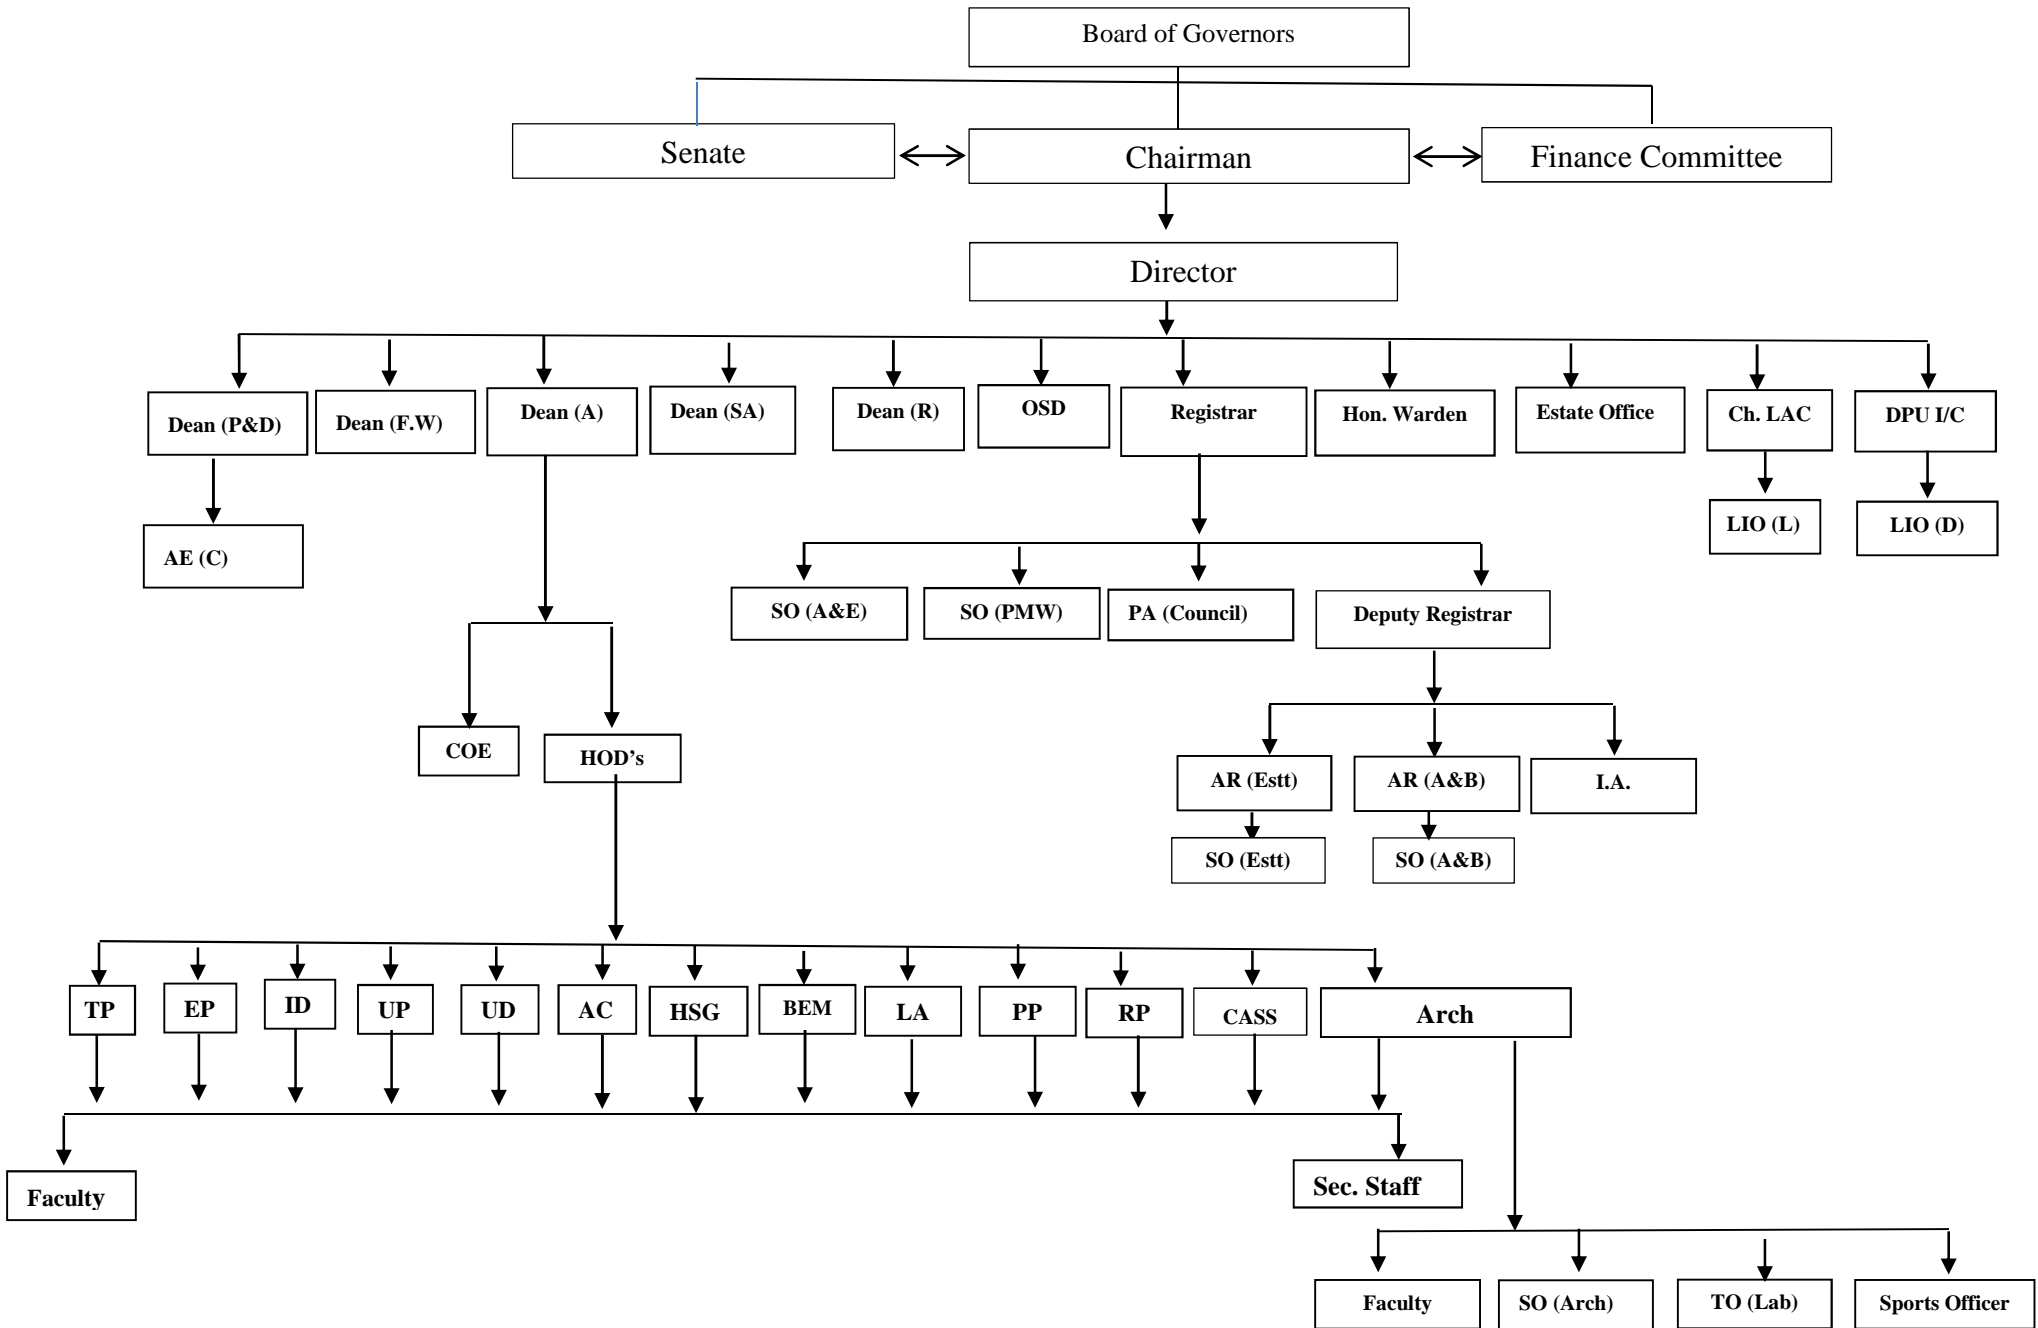 Board of Governors
Senate
Chairman
Finance Committee
Director
Dean (P&D)
Dean (F.W)
Dean (A)
Dean (SA)
Dean (R)
OSD
Registrar
Hon. Warden
Estate Office
Ch. LAC
DPU I/C
AE (C)
LIO (L)
LIO (D)
SO (A&E)
SO (PMW)
PA (Council)
Deputy Registrar
COE
HOD's
AR (Estt)
AR (A&B)
I.A.
SO (Estt)
SO (A&B)
TP
EP
ID
UP
UD
AC
HSG
BEM
LA
PP
RP
CASS
Arch
Faculty
Sec. Staff
Faculty
SO (Arch)
TO (Lab)
Sports Officer